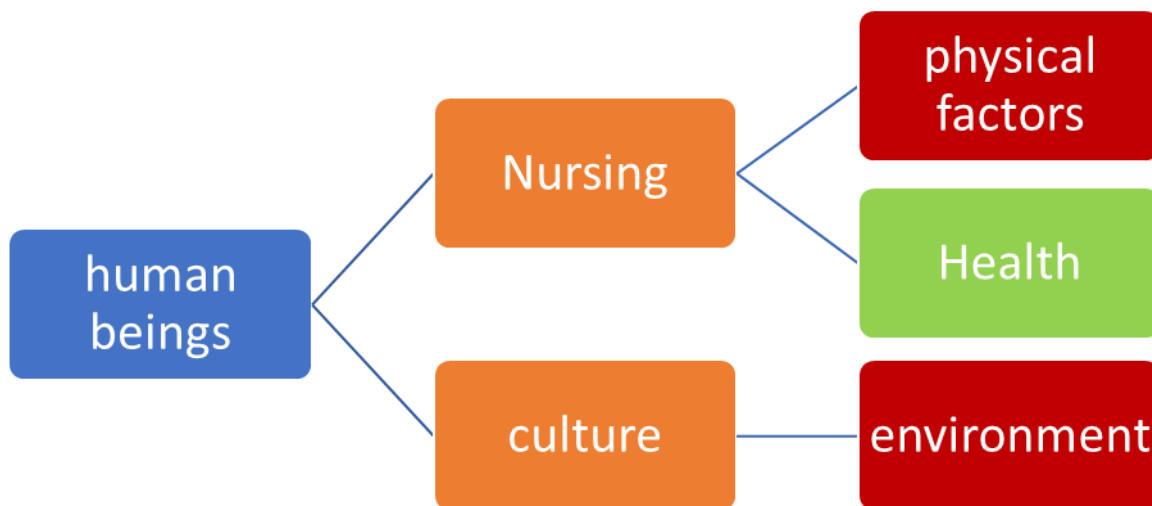 human
beings
Nursing
culture
physical
factors
Health
environment